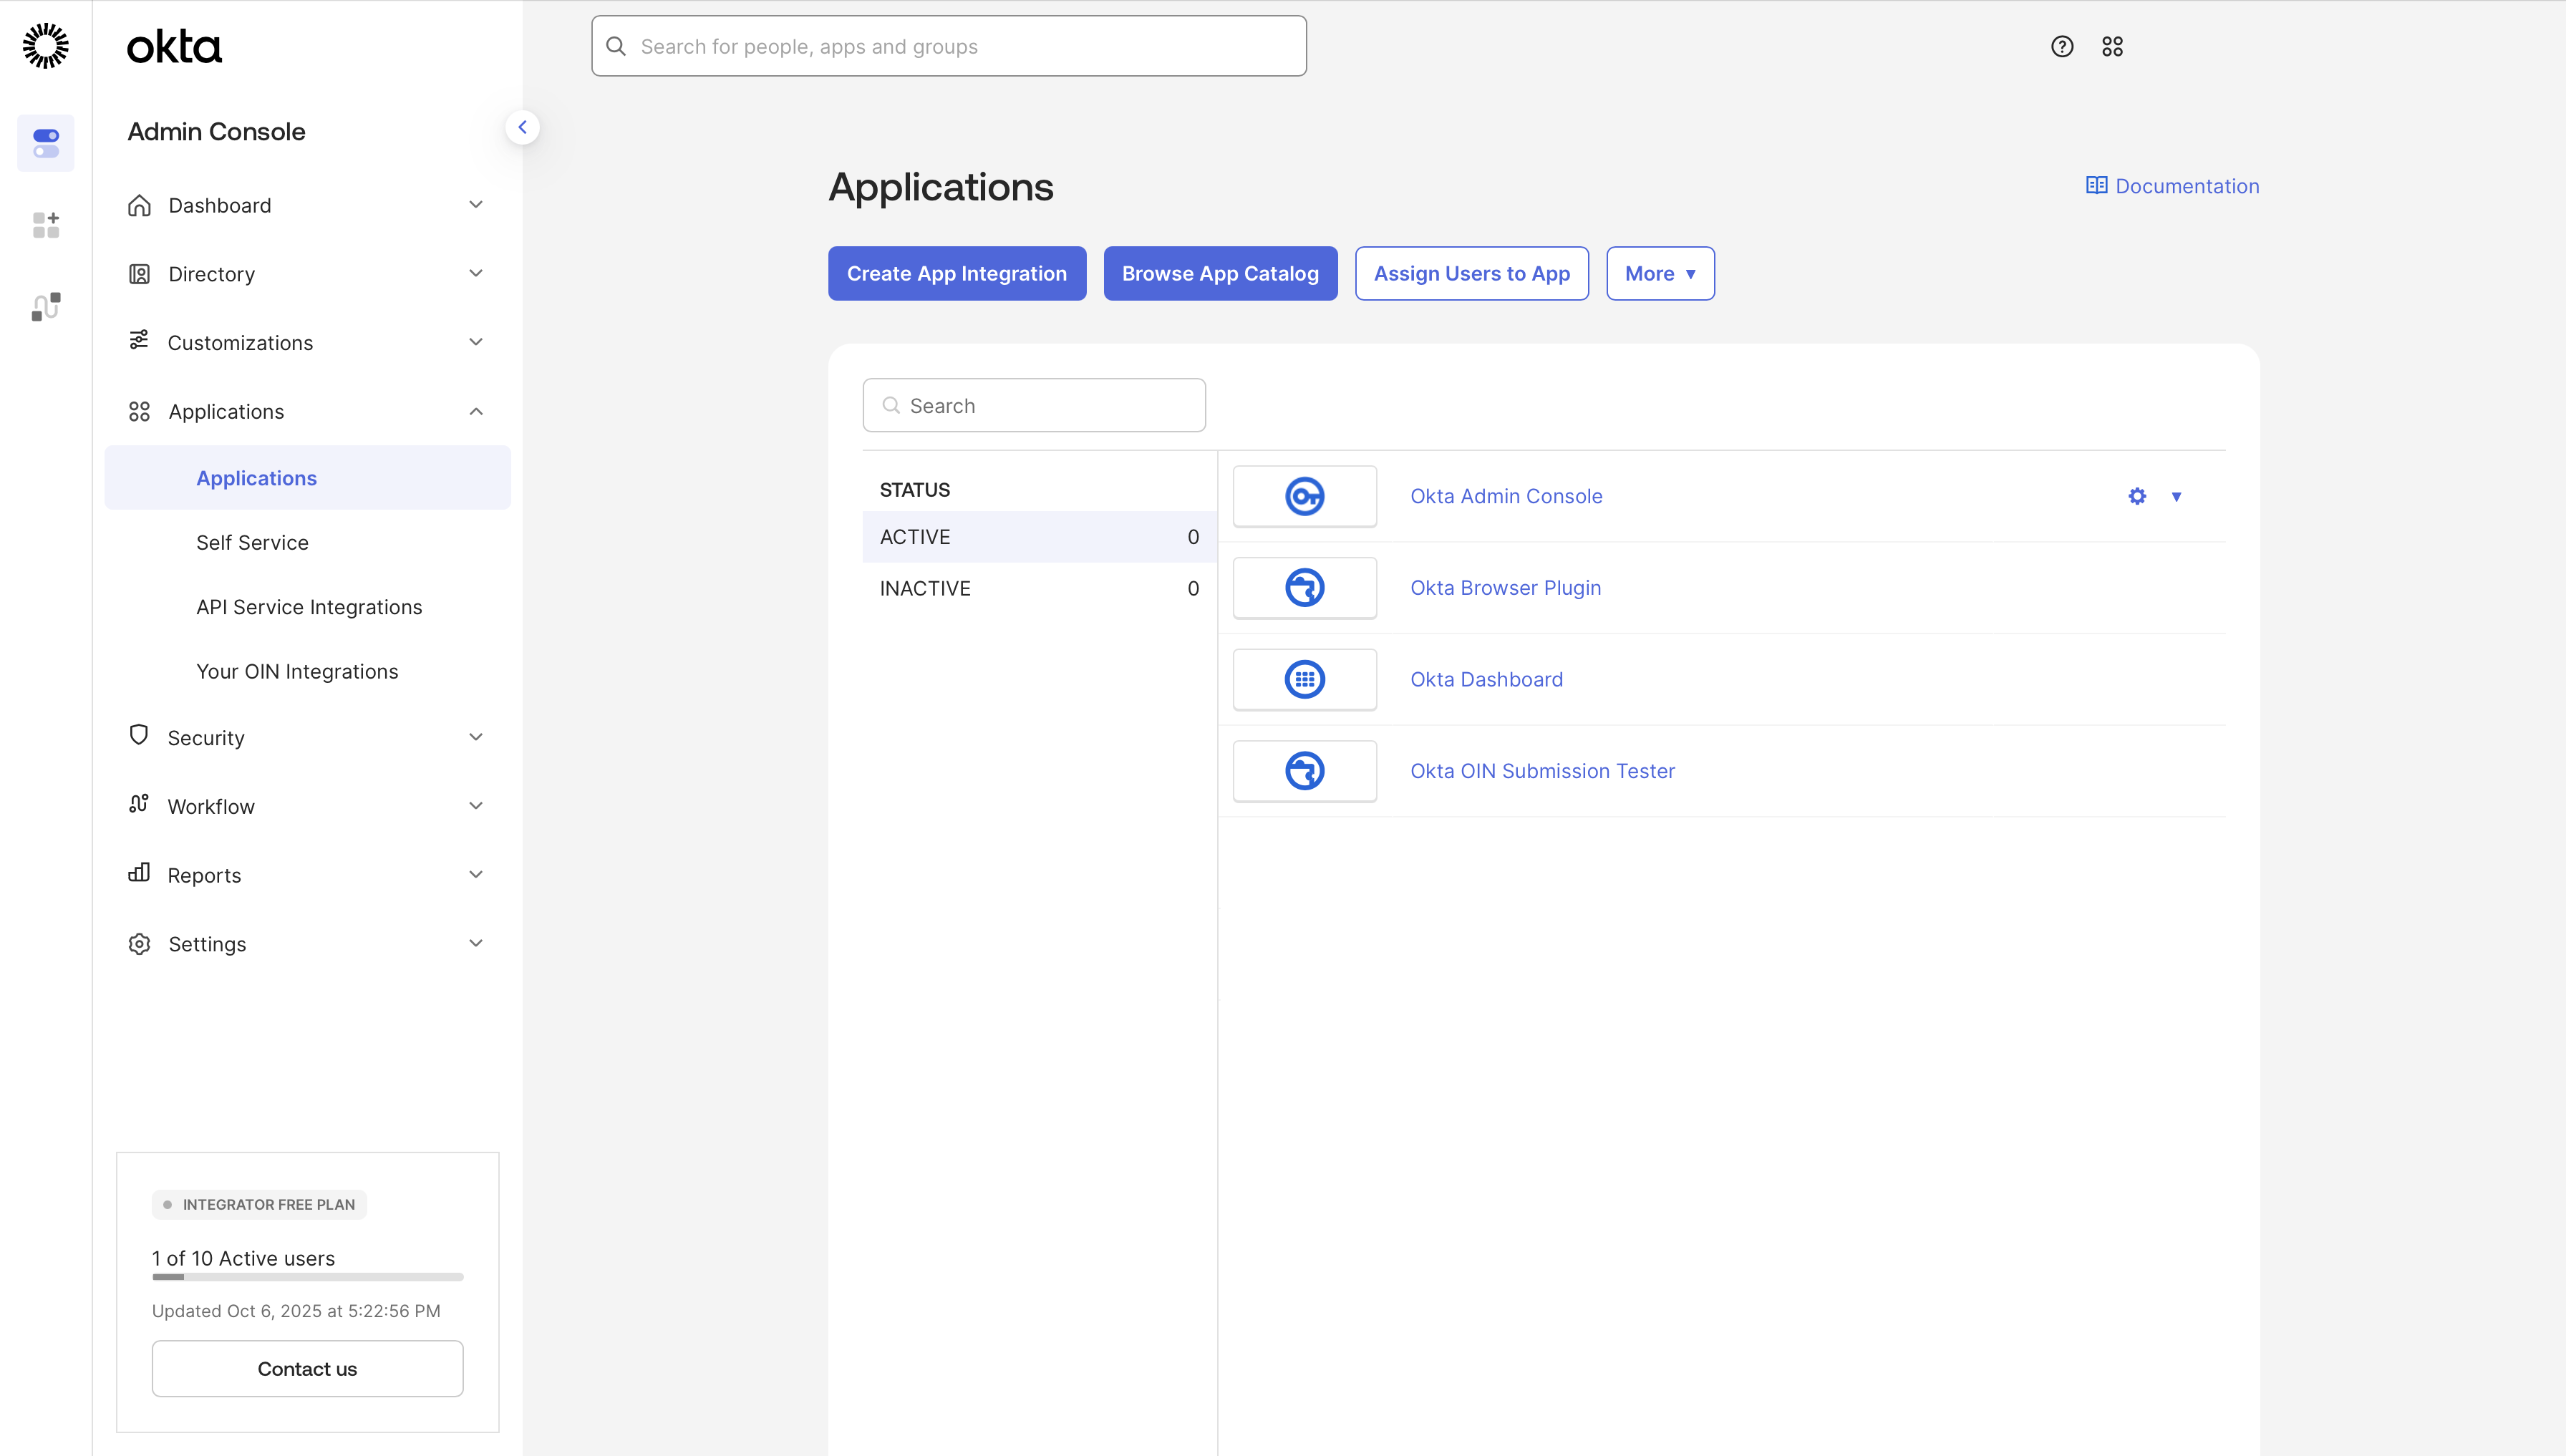 okta
Search for people, apps and groups
Admin Console
Dashboard
Directory
Customizations
Applications
Applications
Self Service
API Service Integrations
Your OIN Integrations
Security
Workflow
Reports
Settings
INTEGRATOR FREE PLAN
1 of 10 Active users
Updated Oct 6, 2025 at 5:22:56 PM
Contact us
Applications
Documentation
Create App Integration
Browse App Catalog
Assign Users to App
More
Search
STATUS
ACTIVE 0
INACTIVE 0
Okta Admin Console
Okta Browser Plugin
Okta Dashboard
Okta OIN Submission Tester